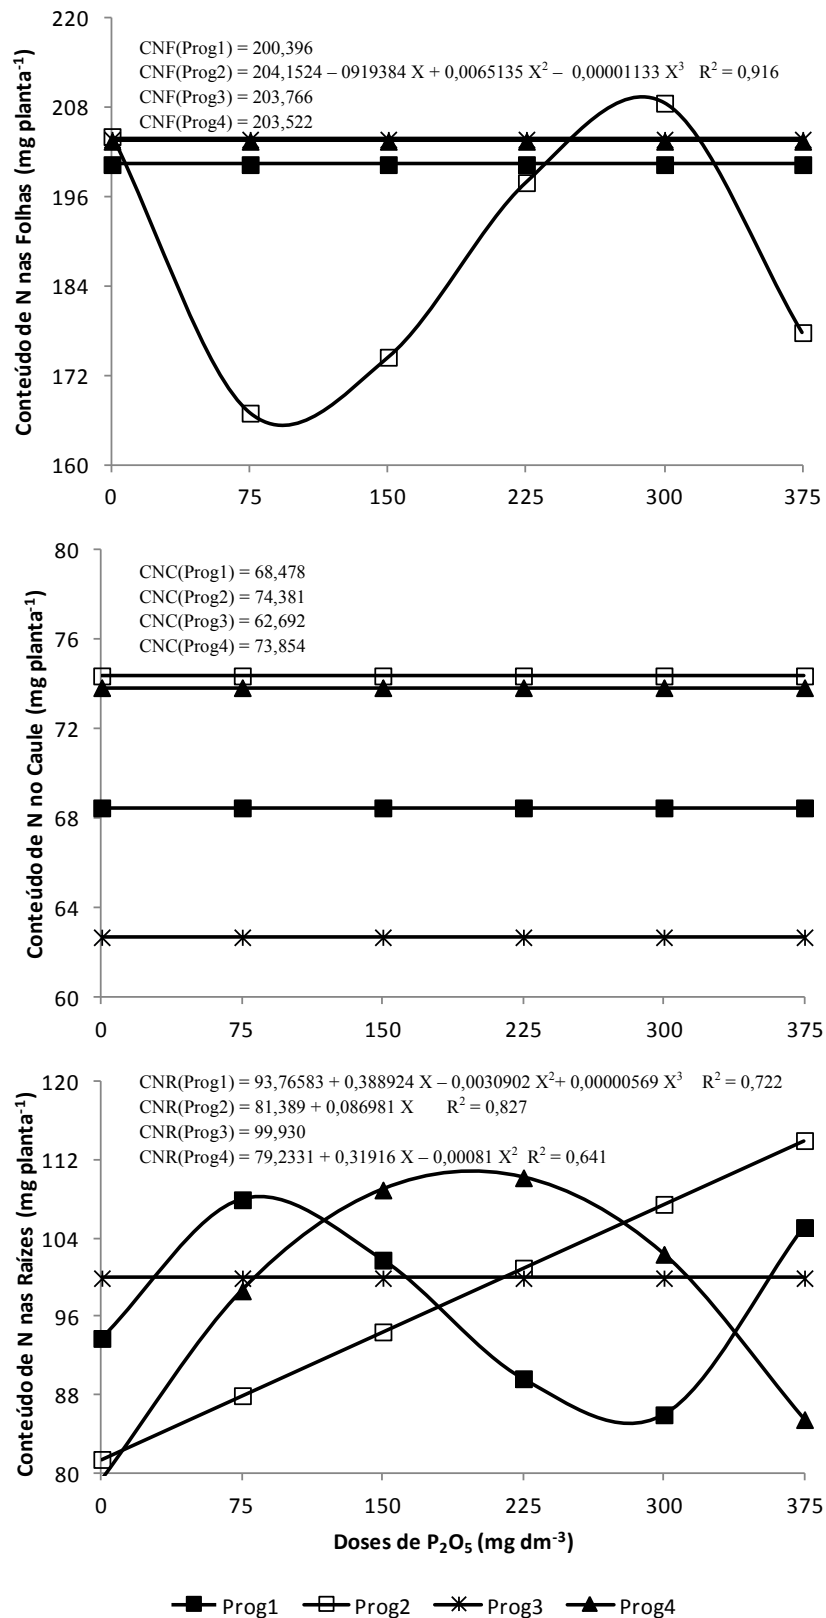 220
208
196
184
172
160
Conteúdo de N nas Folhas (mg planta⁻¹)
CNF(Prog1) = 200,396
CNF(Prog2) = 204,1524 – 0919384 X + 0,0065135 X² – 0,00001133 X³ R² = 0,916
CNF(Prog3) = 203,766
CNF(Prog4) = 203,522
0 75 150 225 300 375
80
76
72
68
64
60
Conteúdo de N no Caule (mg planta⁻¹)
CNC(Prog1) = 68,478
CNC(Prog2) = 74,381
CNC(Prog3) = 62,692
CNC(Prog4) = 73,854
0 75 150 225 300 375
120
112
104
96
88
80
Conteúdo de N nas Raízes (mg planta⁻¹)
CNR(Prog1) = 93,76583 + 0,388924 X – 0,0030902 X²+ 0,00000569 X³ R² = 0,722
CNR(Prog2) = 81,389 + 0,086981 X R² = 0,827
CNR(Prog3) = 99,930
CNR(Prog4) = 79,2331 + 0,31916 X – 0,00081 X² R² = 0,641
0 75 150 225 300 375
Doses de P₂O₅ (mg dm⁻³)
Prog1 Prog2 Prog3 Prog4